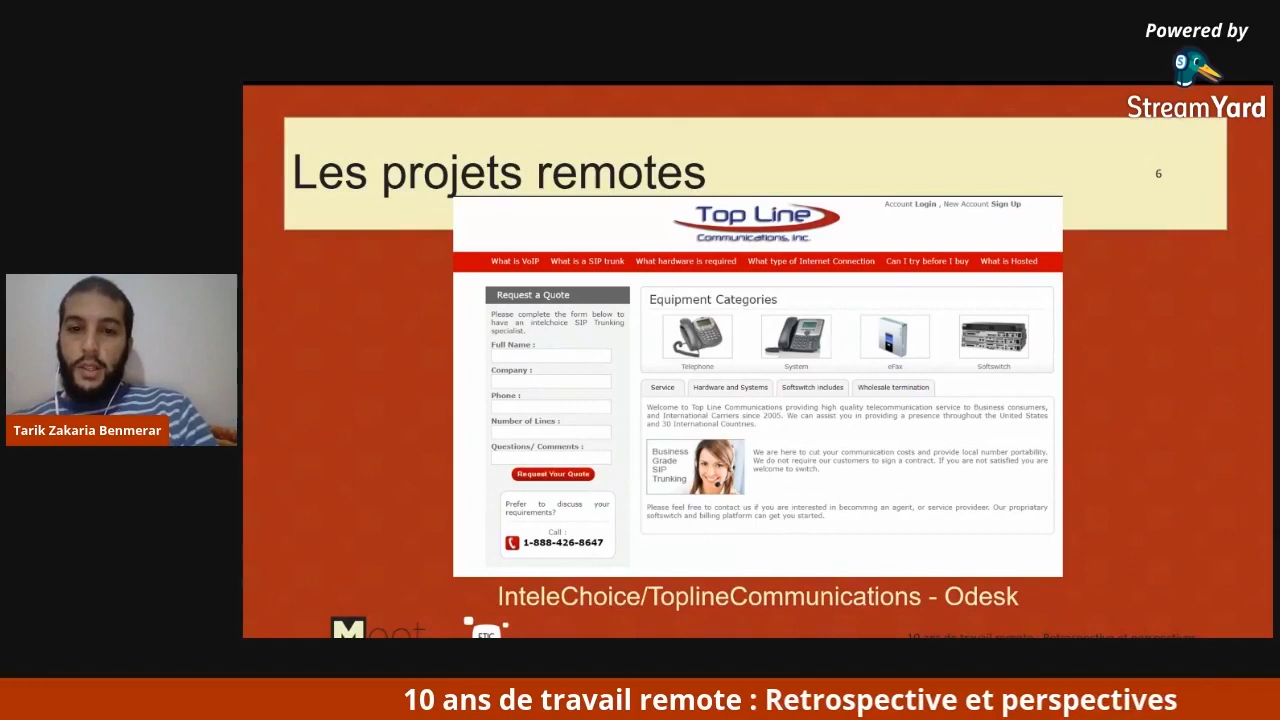 Powered by
StreamYard
Les projets remotes
6
Top Line
Communications, Inc.
Account Login , New Account Sign Up
What is VoIP What is a SIP trunk What hardware is required What type of Internet Connection Can I try before I buy What is Hosted
Request a Quote
Please complete the form below to
have an intelchoice SIP Trunking
specialist.
Full Name :
Company :
Phone :
Number of Lines :
Questions/ Comments :
Request Your Quote
Prefer to discuss your
requirements?
Call :
1-888-426-8647
Equipment Categories
Telephone System eFax Softswitch
Service Hardware and Systems Softswitch includes Wholesale termination
Welcome to Top Line Communications providing high quality telecommunication service to Business consumers,
and International Carriers since 2005. We can assist you in providing a presence throughout the United States
and 30 International Countries.
Business
Grade
SIP
Trunking
We are here to cut your communication costs and provide local number portability.
We do not require our customers to sign a contract. If you are not satisfied you are
welcome to switch.
Please feel free to contact us if you are interested in becommng an agent, or service provideer. Our propriatary
softswitch and billing platform can get you started.
InteleChoice/ToplineCommunications - Odesk
Tarik Zakaria Benmerar
10 ans de travail remote : Retrospective et perspectives
10 ans de travail remote : Retrospective et perspectives